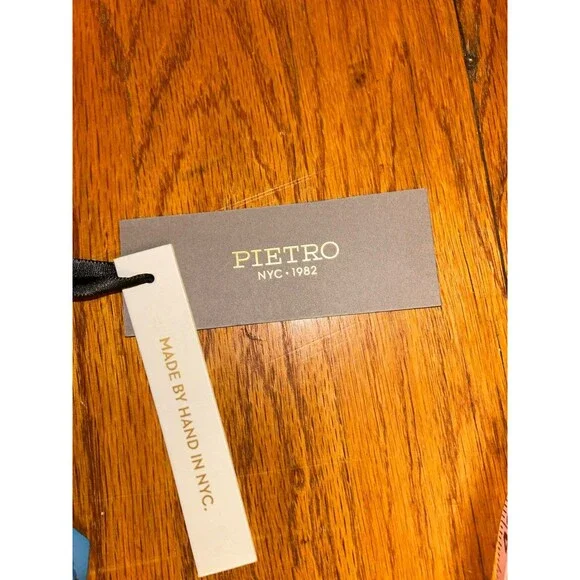 PIETRO
NYC • 1982
MADE BY HAND IN NYC.